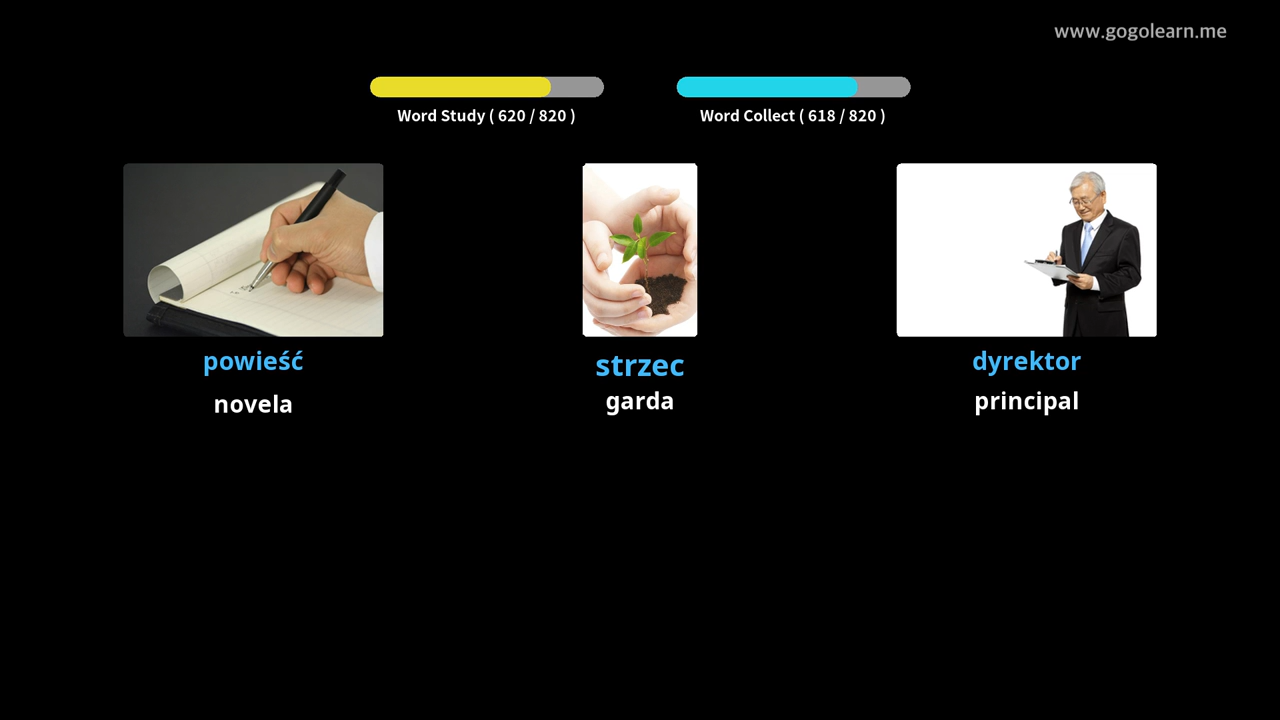 www.gogolearn.me
Word Study ( 620 / 820 )
Word Collect ( 618 / 820 )
powieść
novela
strzec
garda
dyrektor
principal